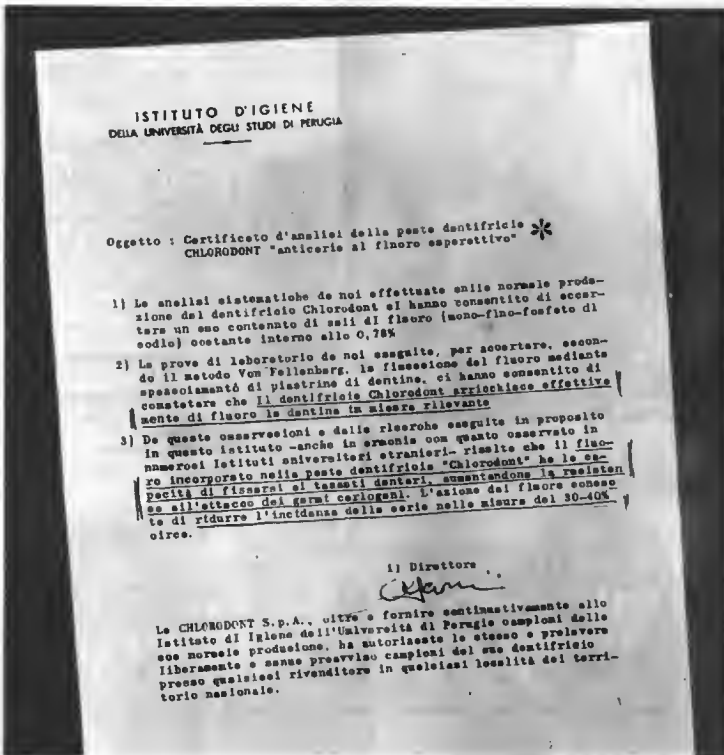 ISTITUTO D'IGIENE
DELLA UNIVERSITÀ DEGLI STUDI DI PERUGIA
Oggetto : Certificato d'analisi della pasta dentifricia *
CHLORODONT "anticarie al fluoro superattivo"
1) Le analisi sistematiche da noi effettuate sulla normale produ-
zione del dentifricio Chlorodont ci hanno consentito di accer-
tare un suo contenuto di sali di fluoro (mono-fluo-fosfato di
sodio) costante intorno allo 0,78%
2) Le prove di laboratorio da noi eseguite, per accertare, secon-
do il metodo Von Fellenberg, la fissazione del fluoro mediante
spazzolamento di piastrine di dentina, ci hanno consentito di
constatare che il dentifricio Chlorodont arricchisce effettiva
mente di fluoro la dentina in misura rilevante
3) Da queste osservazioni e dalle ricerche eseguite in proposito
in questo istituto -anche in armonia con quanto osservato in
numerosi Istituti universitari stranieri- risulta che il fluo-
ro incorporato nella pasta dentifricia "Chlorodont" ha la ca-
pacità di fissarsi ai tessuti dentari, aumentandone la resisten
za all'attacco dei germi cariogeni. L'azione del fluoro consen
te di ridurre l'incidenza della carie nella misura del 30-40%
circa.
il Direttore
La CHLORODONT S.p.A., oltre a fornire continuativamente allo
Istituto di Igiene dell'Università di Perugia campioni della
sua normale produzione, ha autorizzato lo stesso a prelevare
liberamente e senza preavviso campioni del suo dentifricio
presso qualsiasi rivenditore in qualsiasi località del terri-
torio nazionale.